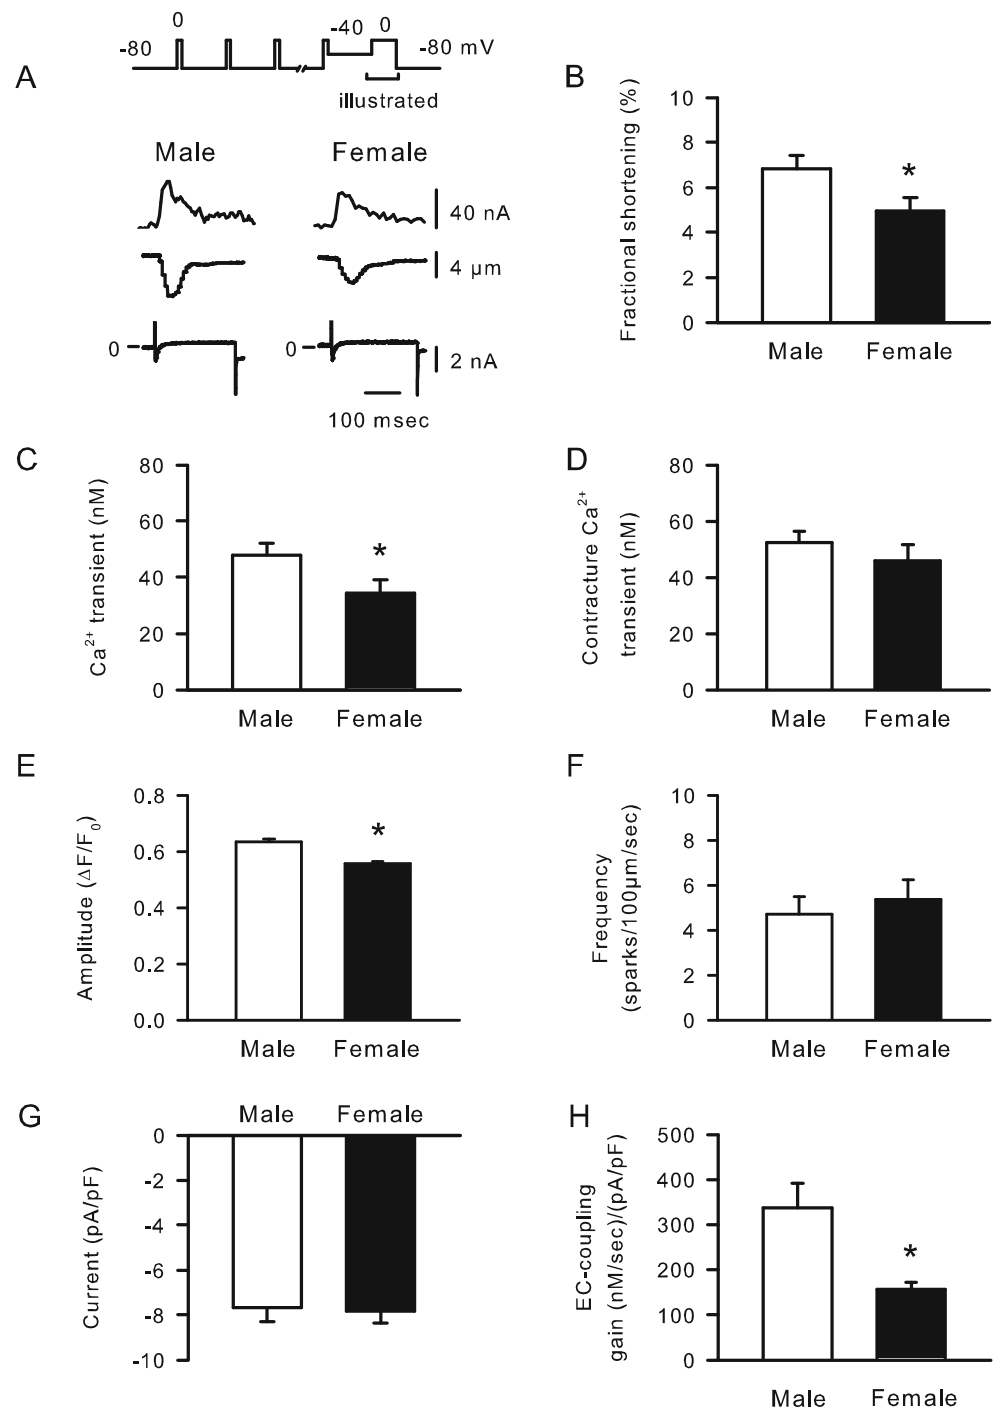 A
0
-40
0
-80
-80 mV
illustrated
Male
Female
40 nA
4 µm
0
0
2 nA
100 msec
B
Fractional shortening (%)
10
8
6
4
2
0
*
Male
Female
C
Ca²⁺ transient (nM)
80
60
40
20
0
*
Male
Female
D
Contracture Ca²⁺
transient (nM)
80
60
40
20
0
Male
Female
E
Amplitude (ΔF/F₀)
0.8
0.6
0.4
0.2
0.0
*
Male
Female
F
Frequency
(sparks/100µm/sec)
10
8
6
4
2
0
Male
Female
G
Male
Female
Current (pA/pF)
0
-2
-4
-6
-8
-10
H
EC-coupling
gain (nM/sec)/(pA/pF)
500
400
300
200
100
0
*
Male
Female